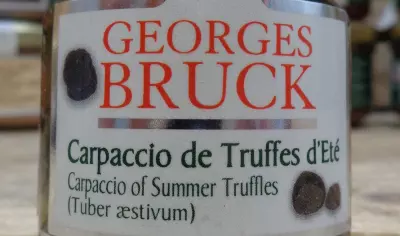 GEORGES
BRUCK
Carpaccio de Truffes d'Eté
Carpaccio of Summer Truffles
(Tuber æstivum)